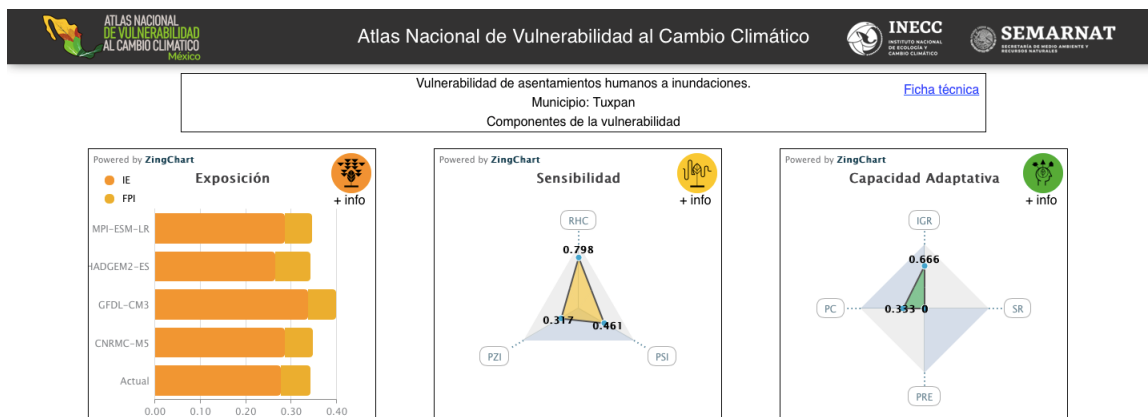 ATLAS NACIONAL
DE VULNERABILIDAD
AL CAMBIO CLIMÁTICO
México
Atlas Nacional de Vulnerabilidad al Cambio Climático
INECC
INSTITUTO NACIONAL
DE ECOLOGÍA Y
CAMBIO CLIMÁTICO
SEMARNAT
SECRETARÍA DE MEDIO AMBIENTE Y
RECURSOS NATURALES
Vulnerabilidad de asentamientos humanos a inundaciones.
Ficha técnica
Municipio: Tuxpan
Componentes de la vulnerabilidad
Powered by ZingChart
Exposición
IE
FPI
+ info
MPI-ESM-LR
HADGEM2-ES
GFDL-CM3
CNRMC-M5
Actual
0.00 0.10 0.20 0.30 0.40
Powered by ZingChart
Sensibilidad
+ info
RHC
0.798
0.317
0.461
PZI
PSI
Powered by ZingChart
Capacidad Adaptativa
+ info
IGR
0.666
PC
0.333
0
SR
PRE